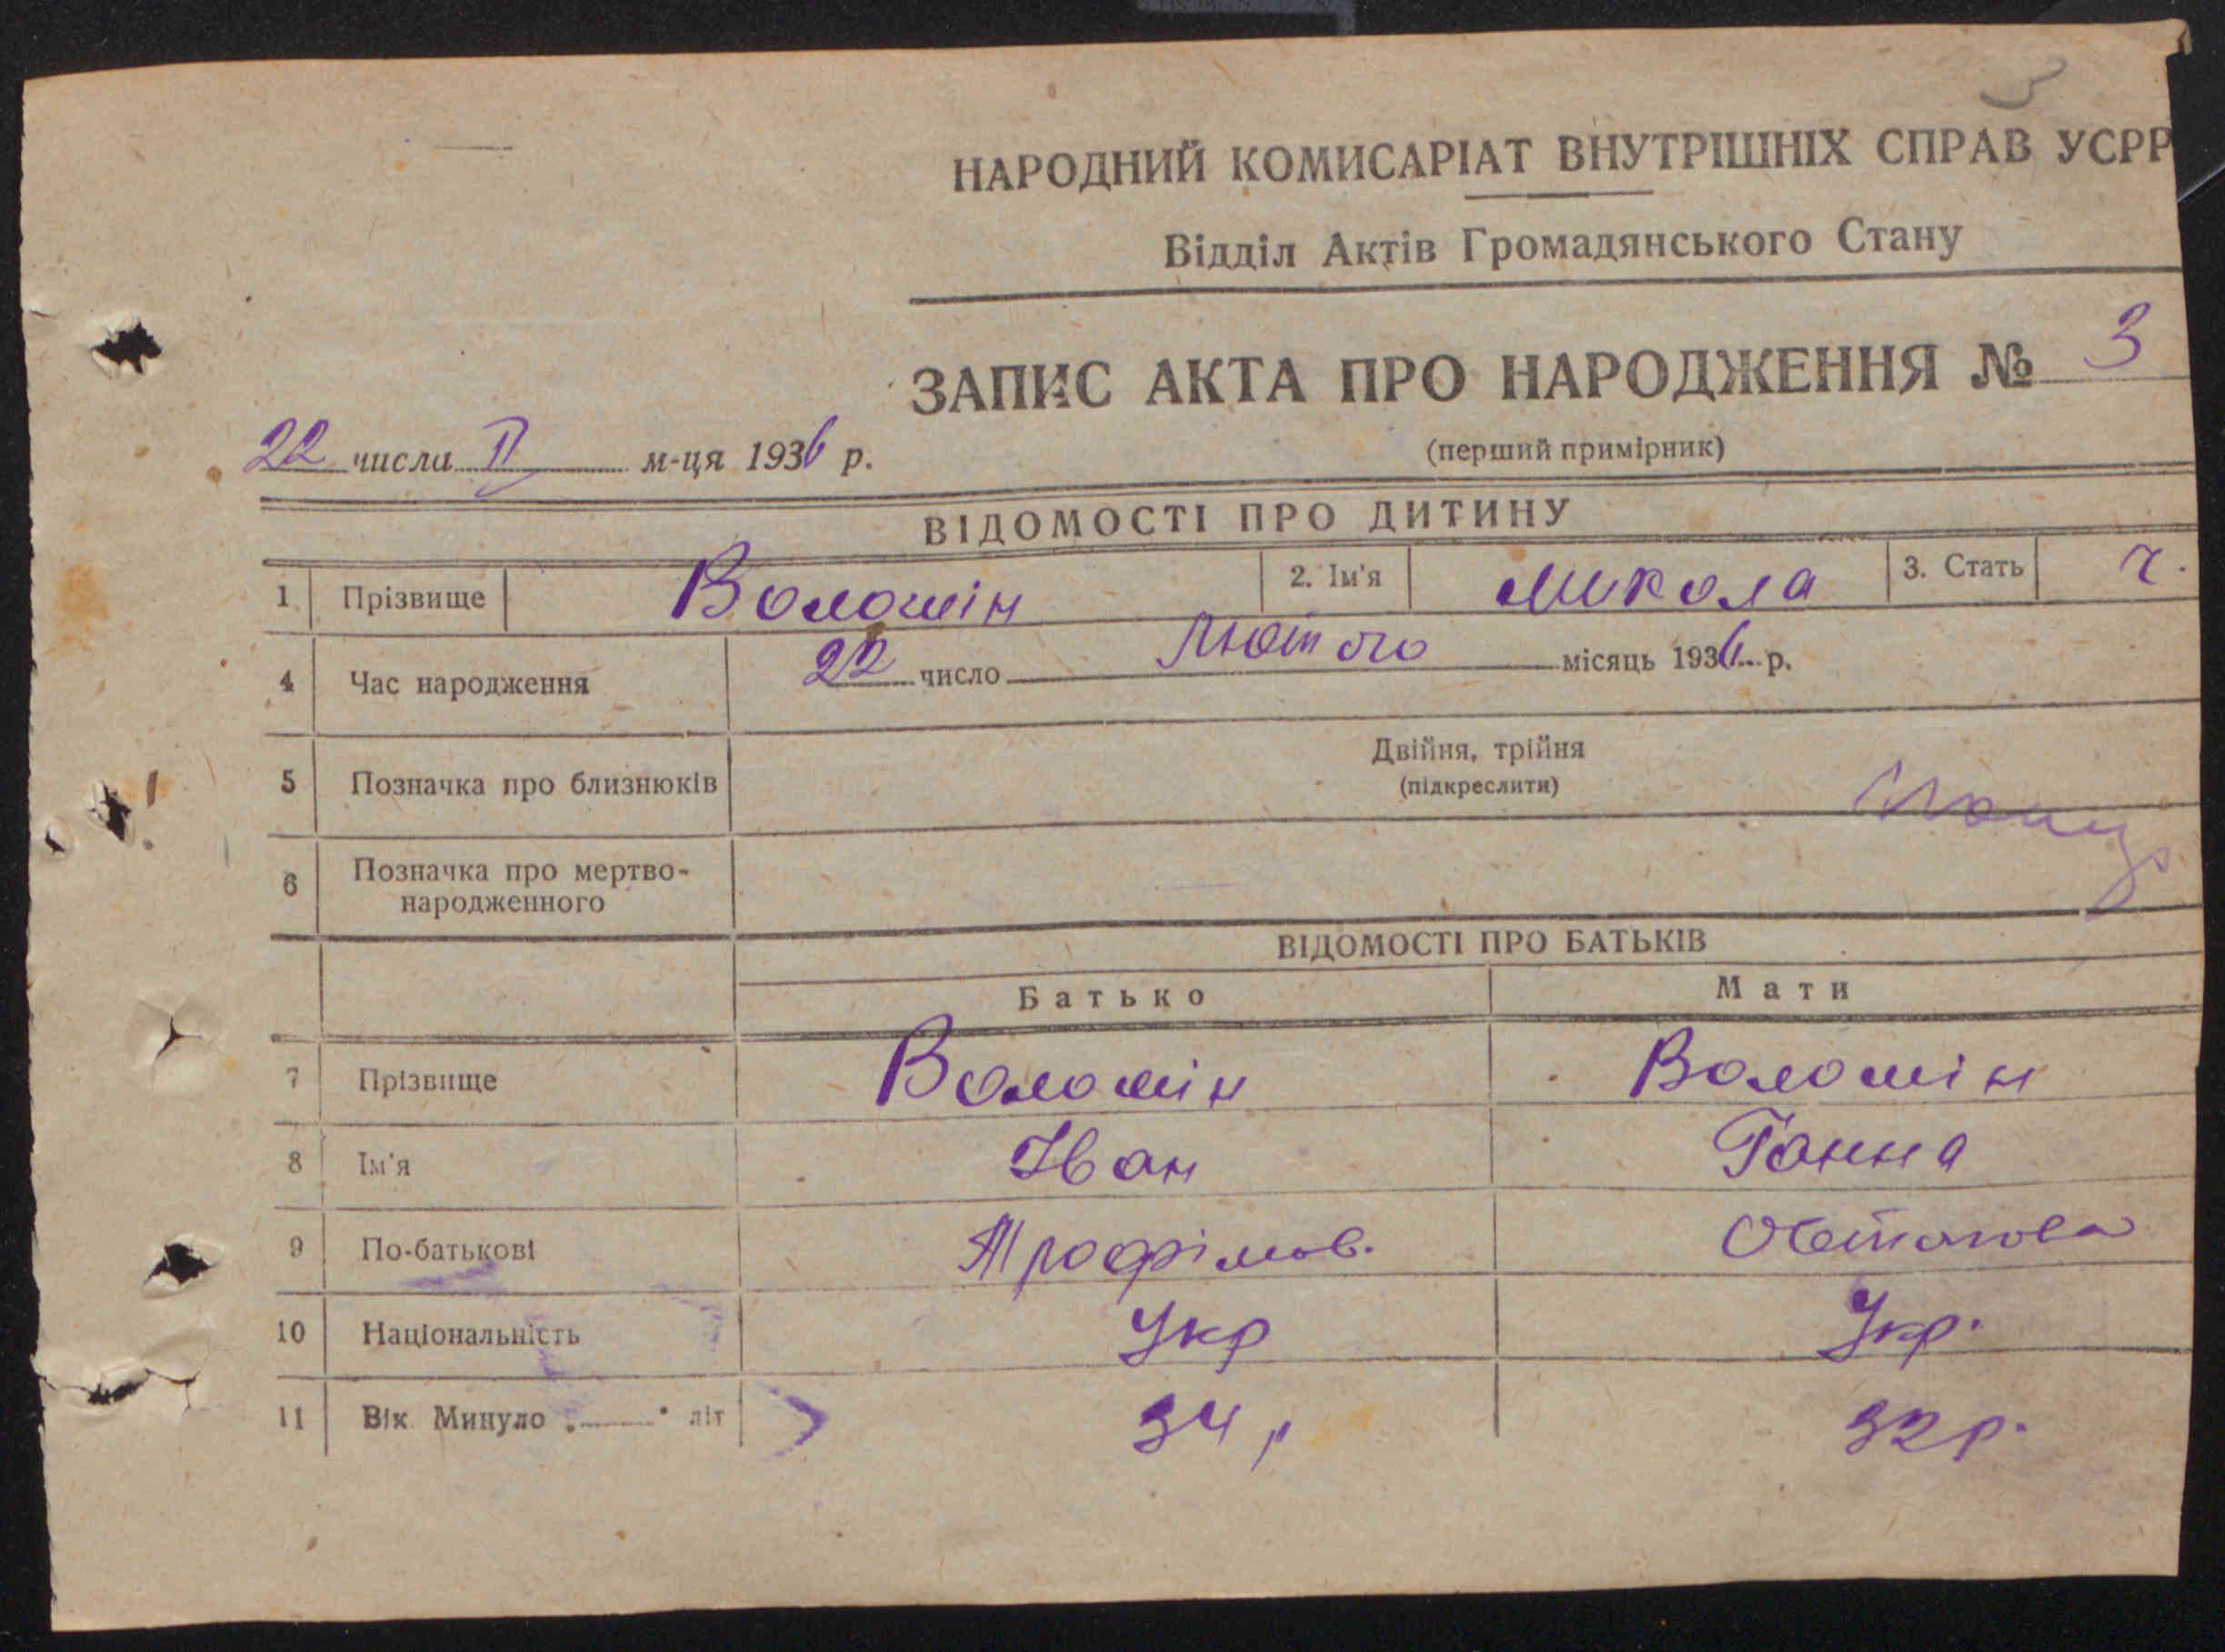 3
НАРОДНИЙ КОМИСАРІАТ ВНУТРІШНІХ СПРАВ УСРР
Відділ Актів Громадянського Стану
ЗАПИС АКТА ПРО НАРОДЖЕННЯ № 3
(перший примірник)
22 числа II м-ця 1936 р.
ВІДОМОСТІ ПРО ДИТИНУ
1 Прізвище Волошін 2. Ім'я Микола 3. Стать ч.
4 Час народження 22 число Лютого місяць 1936 р.
5 Позначка про близнюків Двійня, трійня
(підкреслити)
6 Позначка про мертво-
народженного
ВІДОМОСТІ ПРО БАТЬКІВ
Батько Мати
7 Прізвище Волошін Волошін
8 Ім'я Іван Ганна
9 По-батькові Трофімов.
10 Національність Укр Укр.
11 Вік Минуло літ 34 р 32 р.